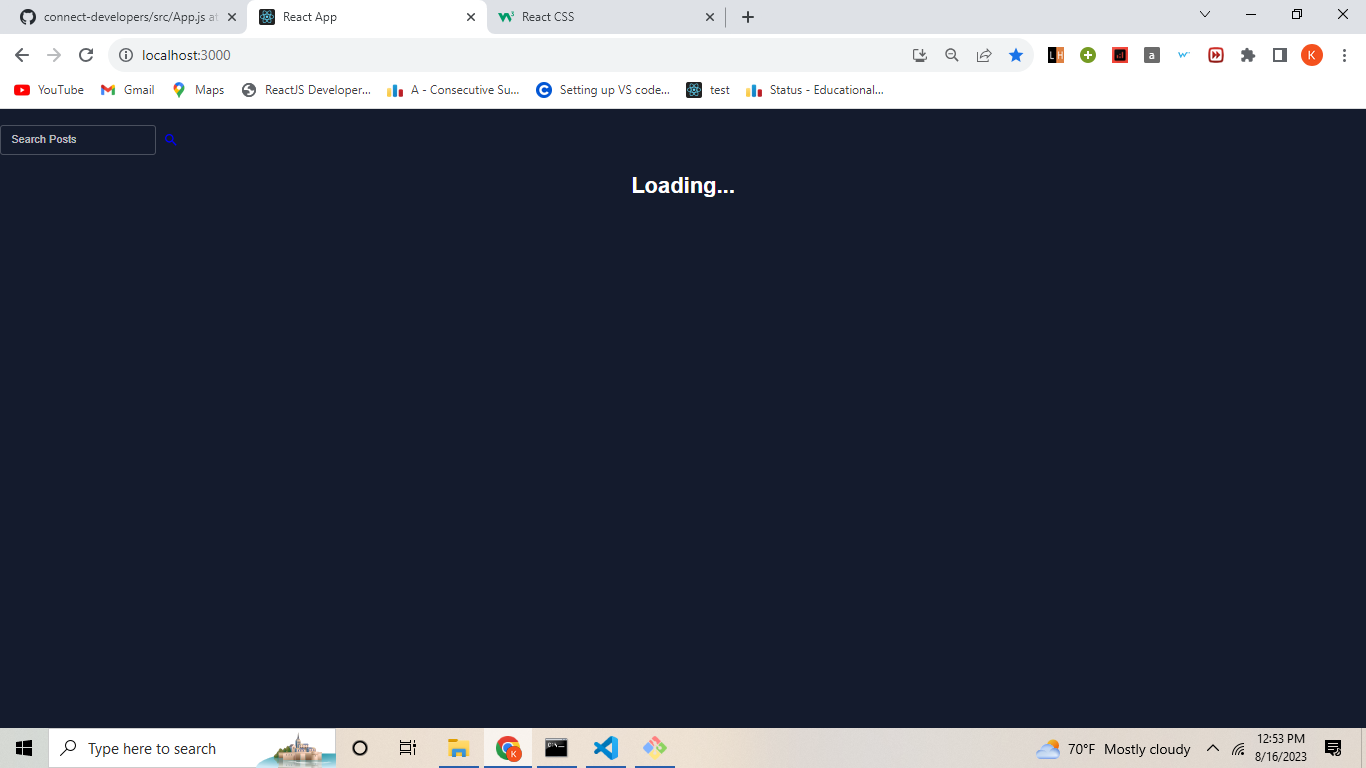 connect-developers/src/App.js at
React App
React CSS
localhost:3000
YouTube
Gmail
Maps
ReactJS Developer...
A - Consecutive Su...
Setting up VS code...
test
Status - Educational...
Search Posts
Loading...
Type here to search
70°F Mostly cloudy
12:53 PM
8/16/2023